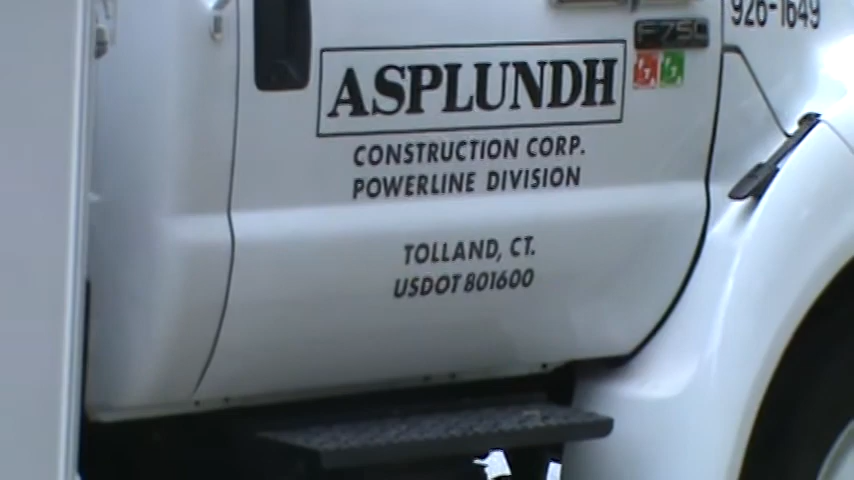 926-1649
F750
ASPLUNDH
CONSTRUCTION CORP.
POWERLINE DIVISION
TOLLAND, CT.
USDOT 801600